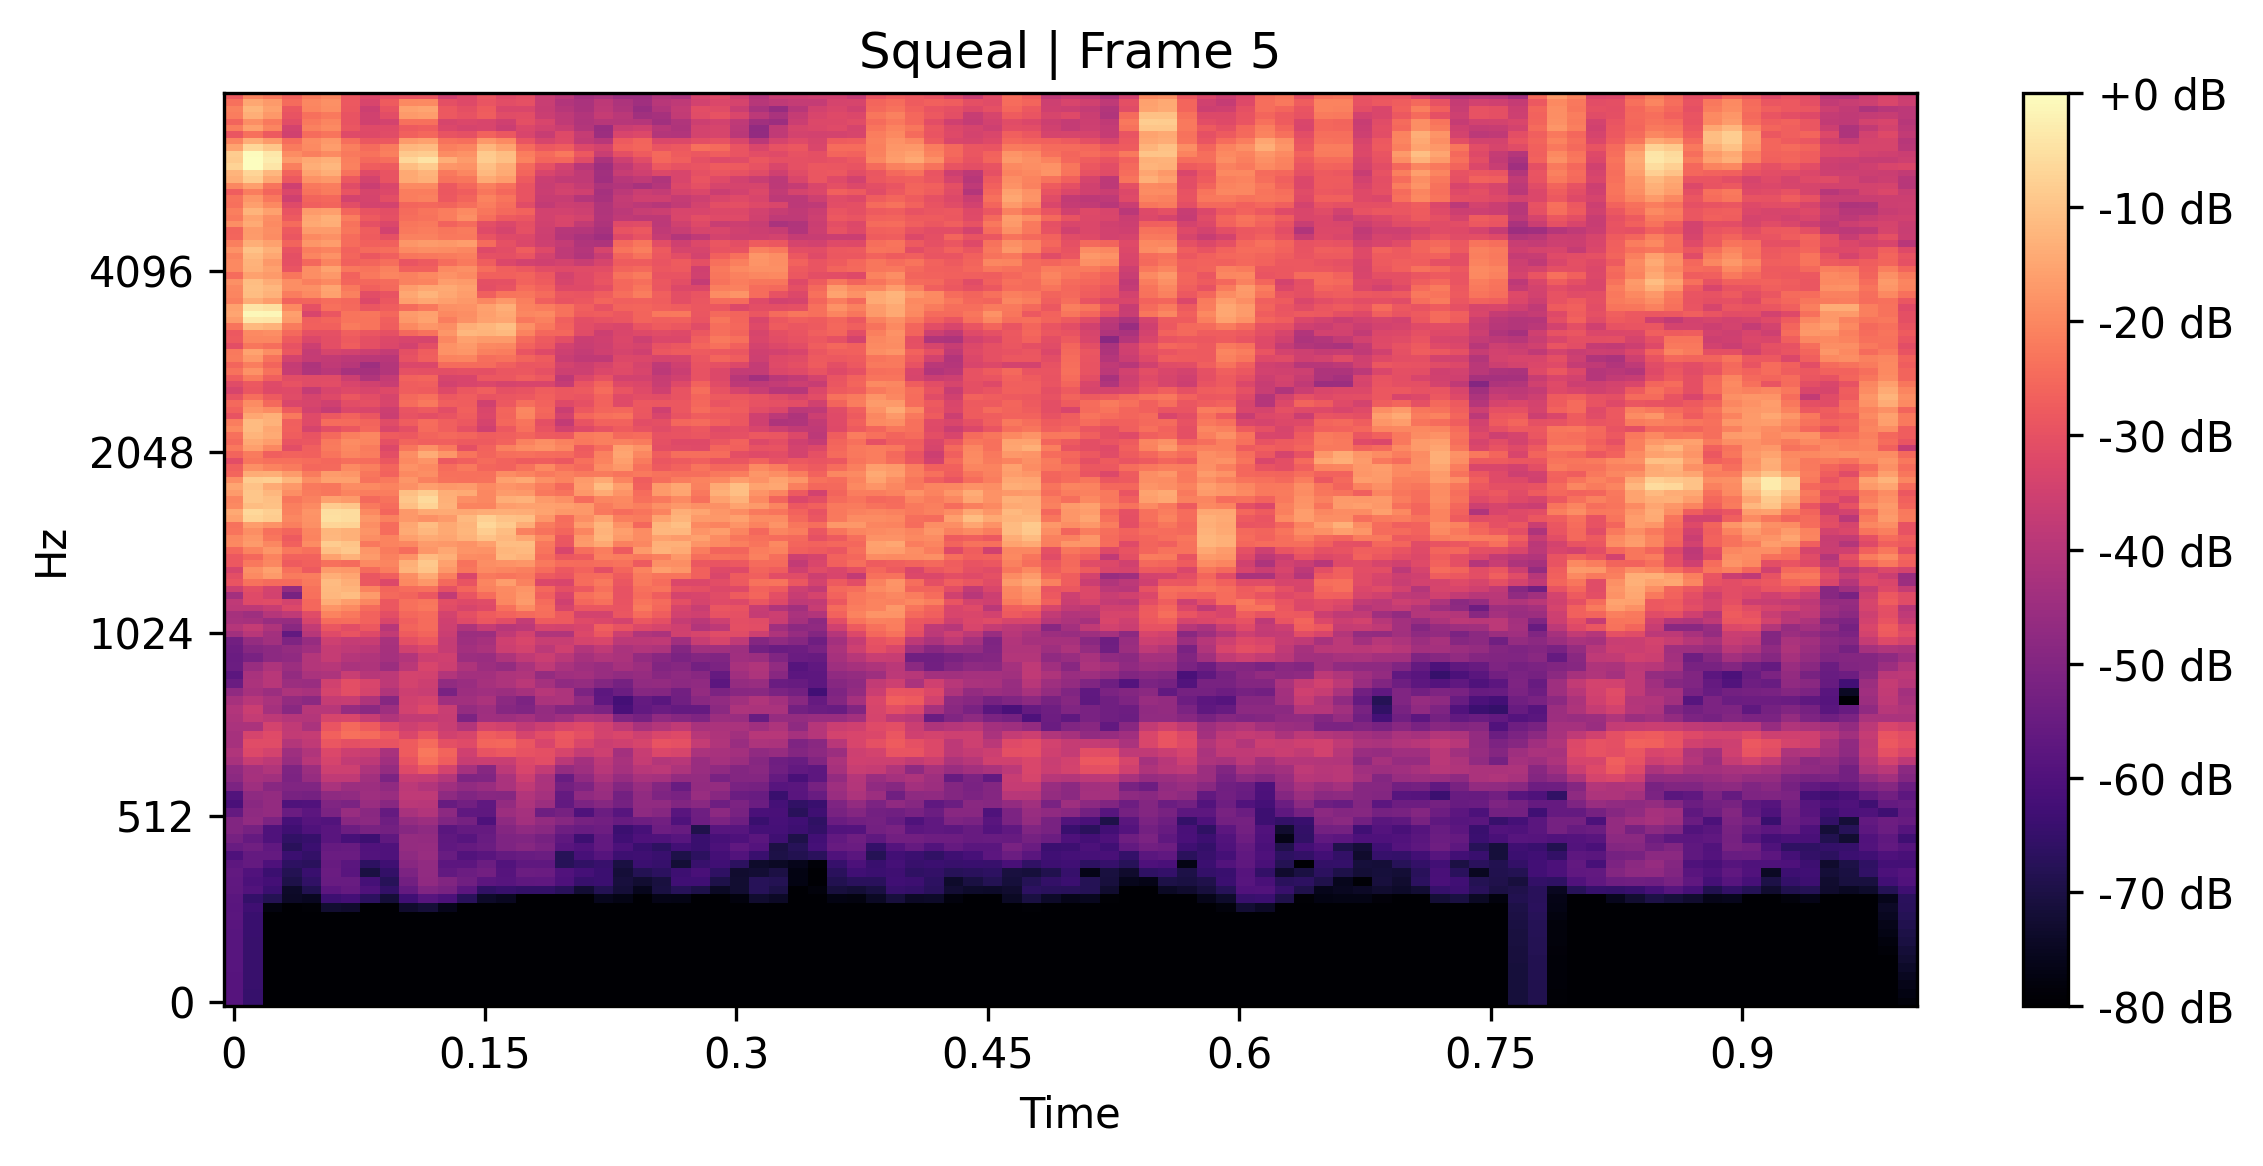 Squeal | Frame 5
+0 dB
-10 dB
-20 dB
-30 dB
-40 dB
-50 dB
-60 dB
-70 dB
-80 dB
Hz
4096
2048
1024
512
0
0 0.15 0.3 0.45 0.6 0.75 0.9
Time